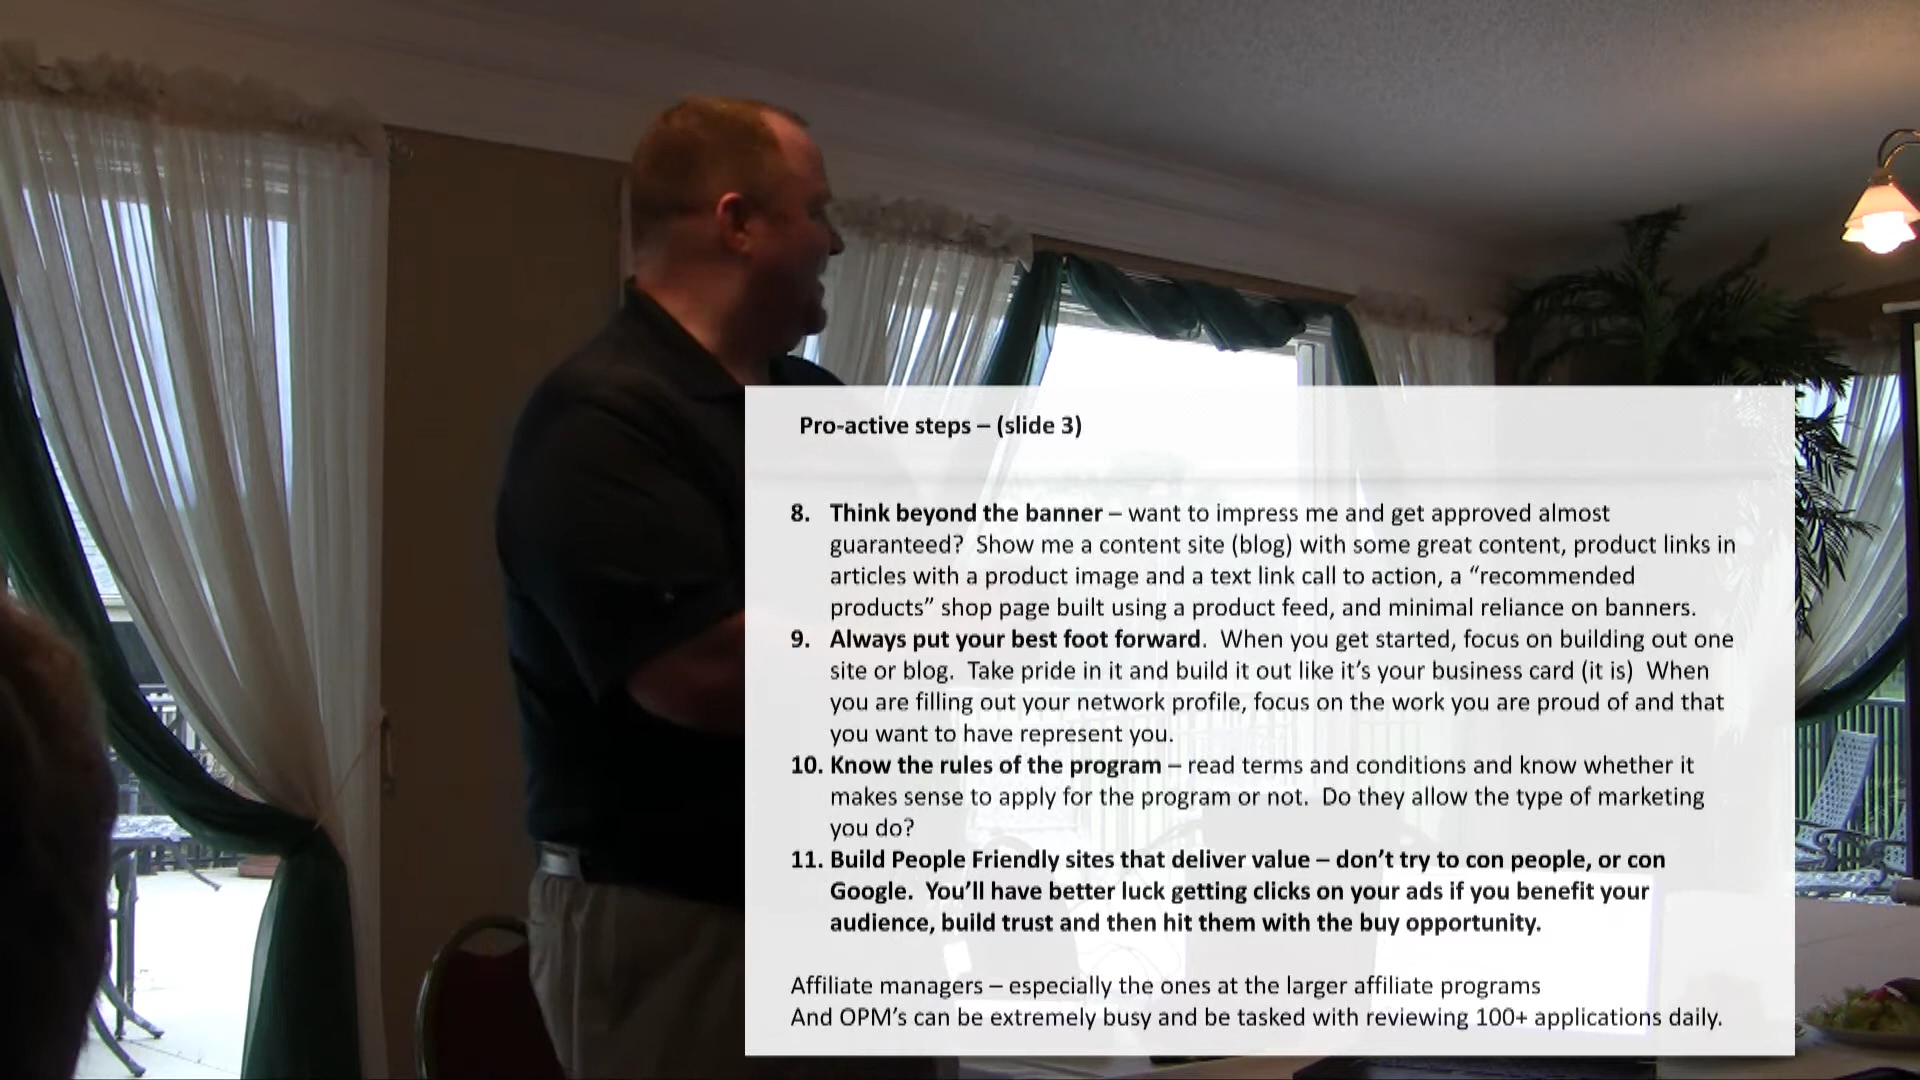 Pro-active steps – (slide 3)
8. Think beyond the banner – want to impress me and get approved almost
guaranteed? Show me a content site (blog) with some great content, product links in
articles with a product image and a text link call to action, a “recommended
products” shop page built using a product feed, and minimal reliance on banners.
9. Always put your best foot forward. When you get started, focus on building out one
site or blog. Take pride in it and build it out like it’s your business card (it is) When
you are filling out your network profile, focus on the work you are proud of and that
you want to have represent you.
10. Know the rules of the program – read terms and conditions and know whether it
makes sense to apply for the program or not. Do they allow the type of marketing
you do?
11. Build People Friendly sites that deliver value – don’t try to con people, or con
Google. You’ll have better luck getting clicks on your ads if you benefit your
audience, build trust and then hit them with the buy opportunity.
Affiliate managers – especially the ones at the larger affiliate programs
And OPM’s can be extremely busy and be tasked with reviewing 100+ applications daily.